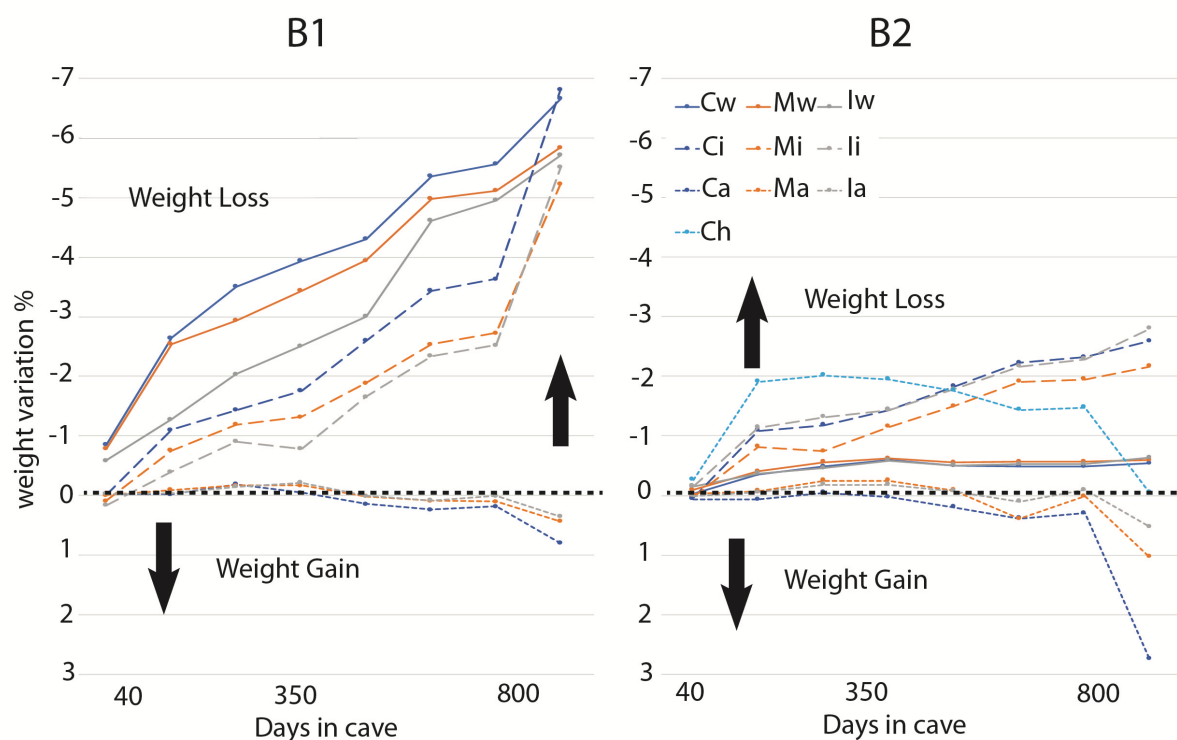 B1
B2
weight variation %
-7
-6
-5
-4
-3
-2
-1
0
1
2
3
Weight Loss
Weight Gain
40
350
800
Days in cave
-7
-6
-5
-4
-3
-2
-1
0
1
2
3
Cw Mw Iw
Ci Mi Ii
Ca Ma Ia
Ch
Weight Loss
Weight Gain
40
350
800
Days in cave